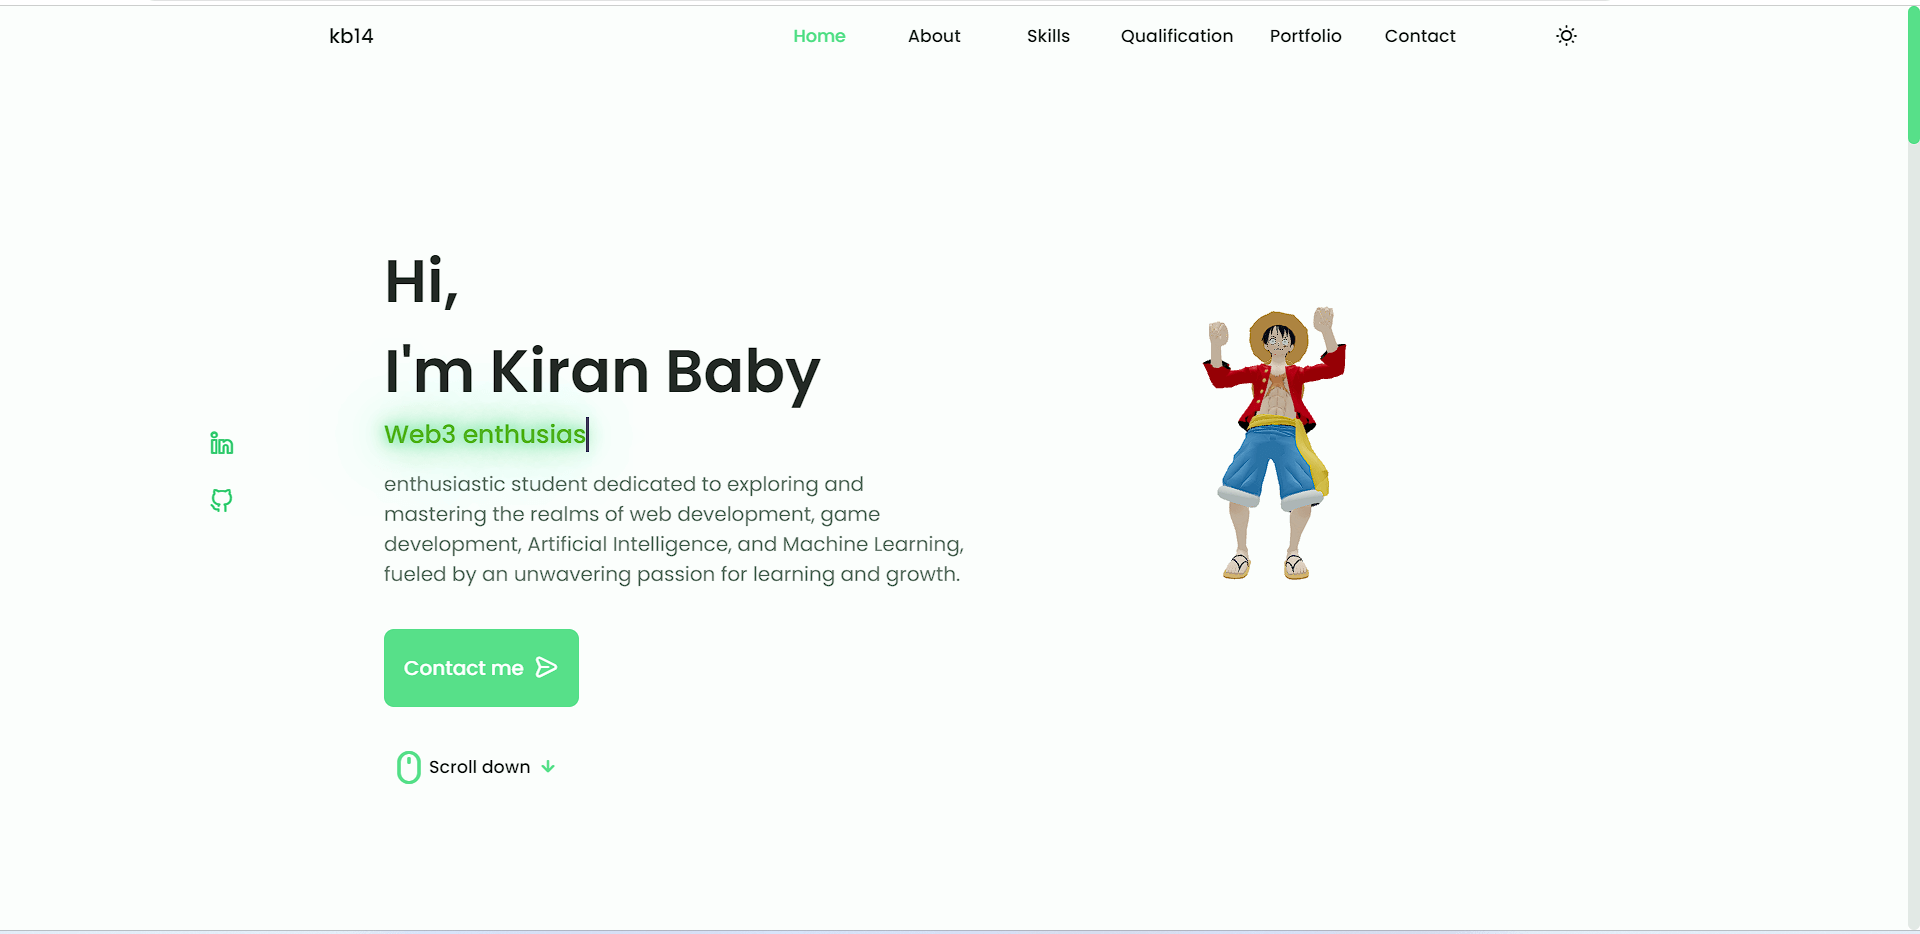 kb14
Home About Skills Qualification Portfolio Contact
Hi,
I'm Kiran Baby
Web3 enthusias
enthusiastic student dedicated to exploring and
mastering the realms of web development, game
development, Artificial Intelligence, and Machine Learning,
fueled by an unwavering passion for learning and growth.
Contact me
Scroll down